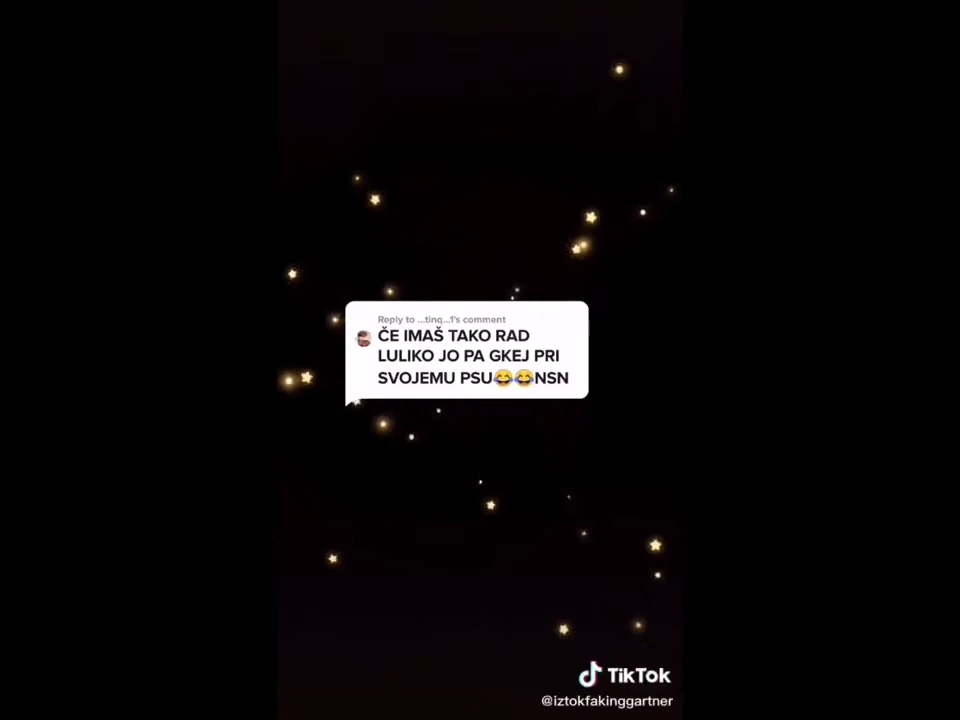 Reply to ...tinq...1's comment
ČE IMAŠ TAKO RAD
LULIKO JO PA GKEJ PRI
SVOJEMU PSU😂😂NSN
TikTok
@iztokfakinggartner